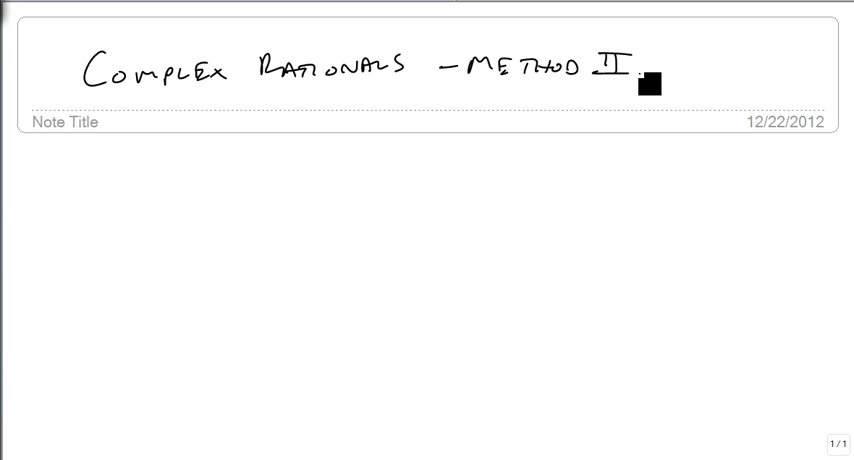 COMPLEX RATIONALS - METHOD II
Note Title
12/22/2012
1 / 1